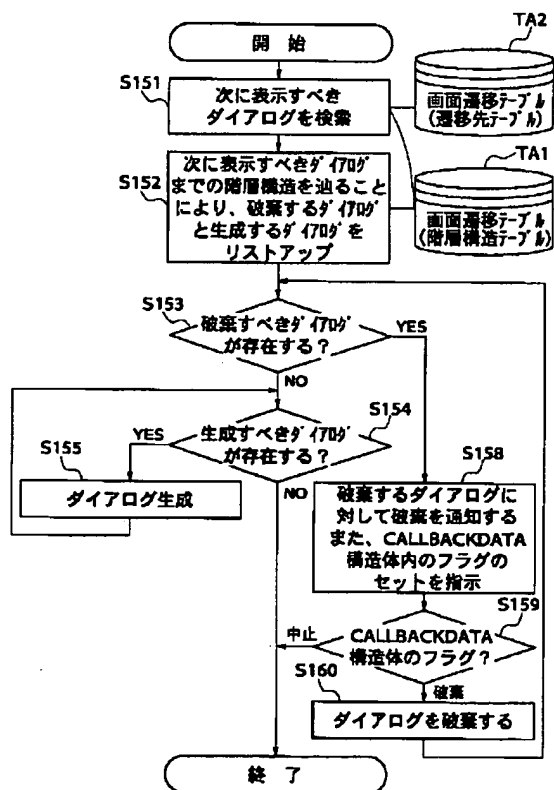 TA2
開 始
S151
次に表示すべき
ダイアログを検索
画面遷移テーブル
(遷移先テーブル)
TA1
S152
次に表示すべきダイアログ
までの階層構造を辿ること
により、破棄するダイアログ
と生成するダイアログを
リストアップ
画面遷移テーブル
(階層構造テーブル)
S153
破棄すべきダイアログ
が存在する?
YES
NO
S154
生成すべきダイアログ
が存在する?
YES
NO
S155
ダイアログ生成
S158
破棄するダイアログに
対して破棄を通知する
また、CALLBACKDATA
構造体内のフラグの
セットを指示
S159
CALLBACKDATA
構造体のフラグ?
中止
破棄
S160
ダイアログを破棄する
終 了